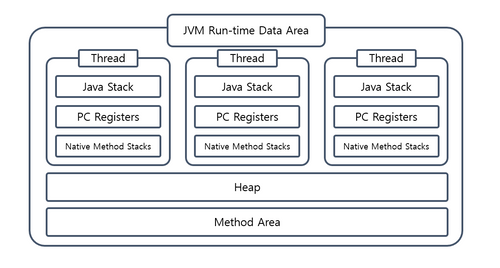 JVM Run-time Data Area
Thread
Java Stack
PC Registers
Native Method Stacks
Thread
Java Stack
PC Registers
Native Method Stacks
Thread
Java Stack
PC Registers
Native Method Stacks
Heap
Method Area